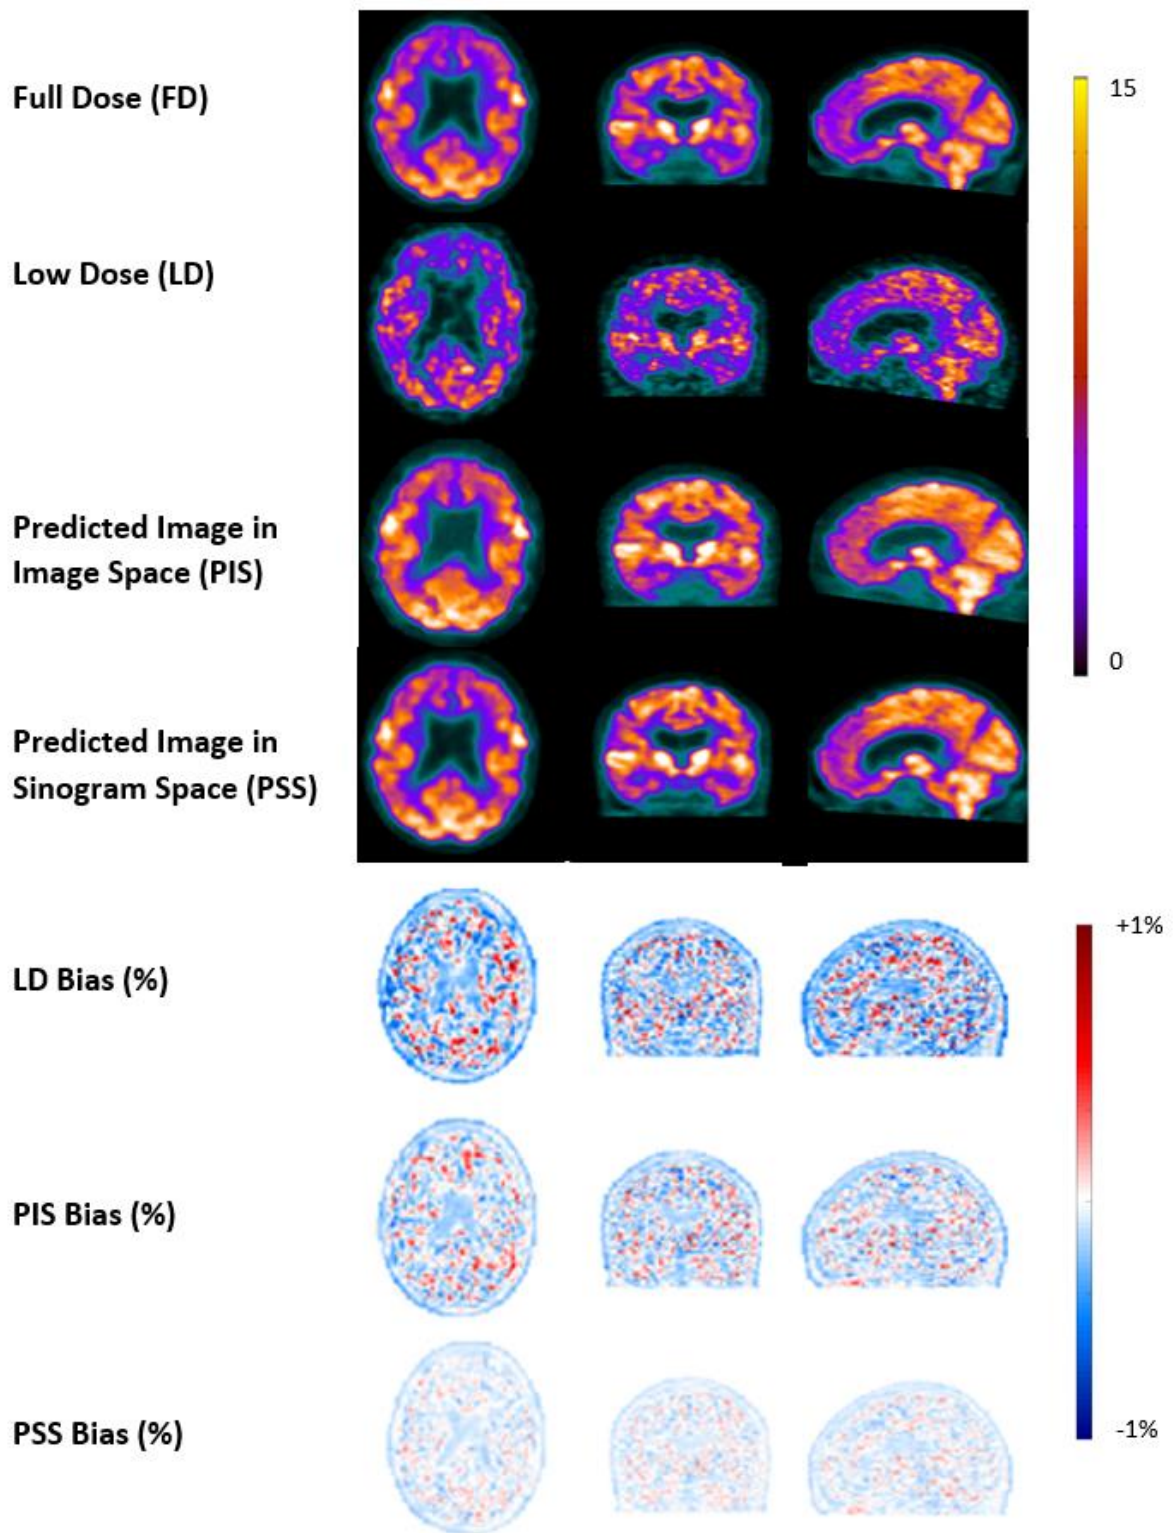 Full Dose (FD)
15
Low Dose (LD)
Predicted Image in
Image Space (PIS)
0
Predicted Image in
Sinogram Space (PSS)
+1%
LD Bias (%)
PIS Bias (%)
PSS Bias (%)
-1%